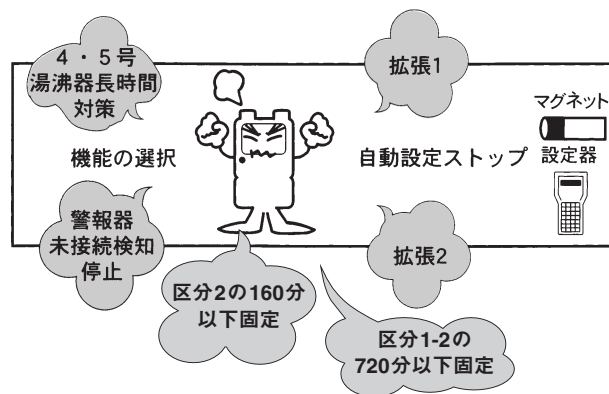 4・5号
湯沸器長時間
対策
拡張1
マグネット
機能の選択
自動設定ストップ
設定器
警報器
未接続検知
停止
拡張2
区分2の160分
以下固定
区分1-2の
720分以下固定